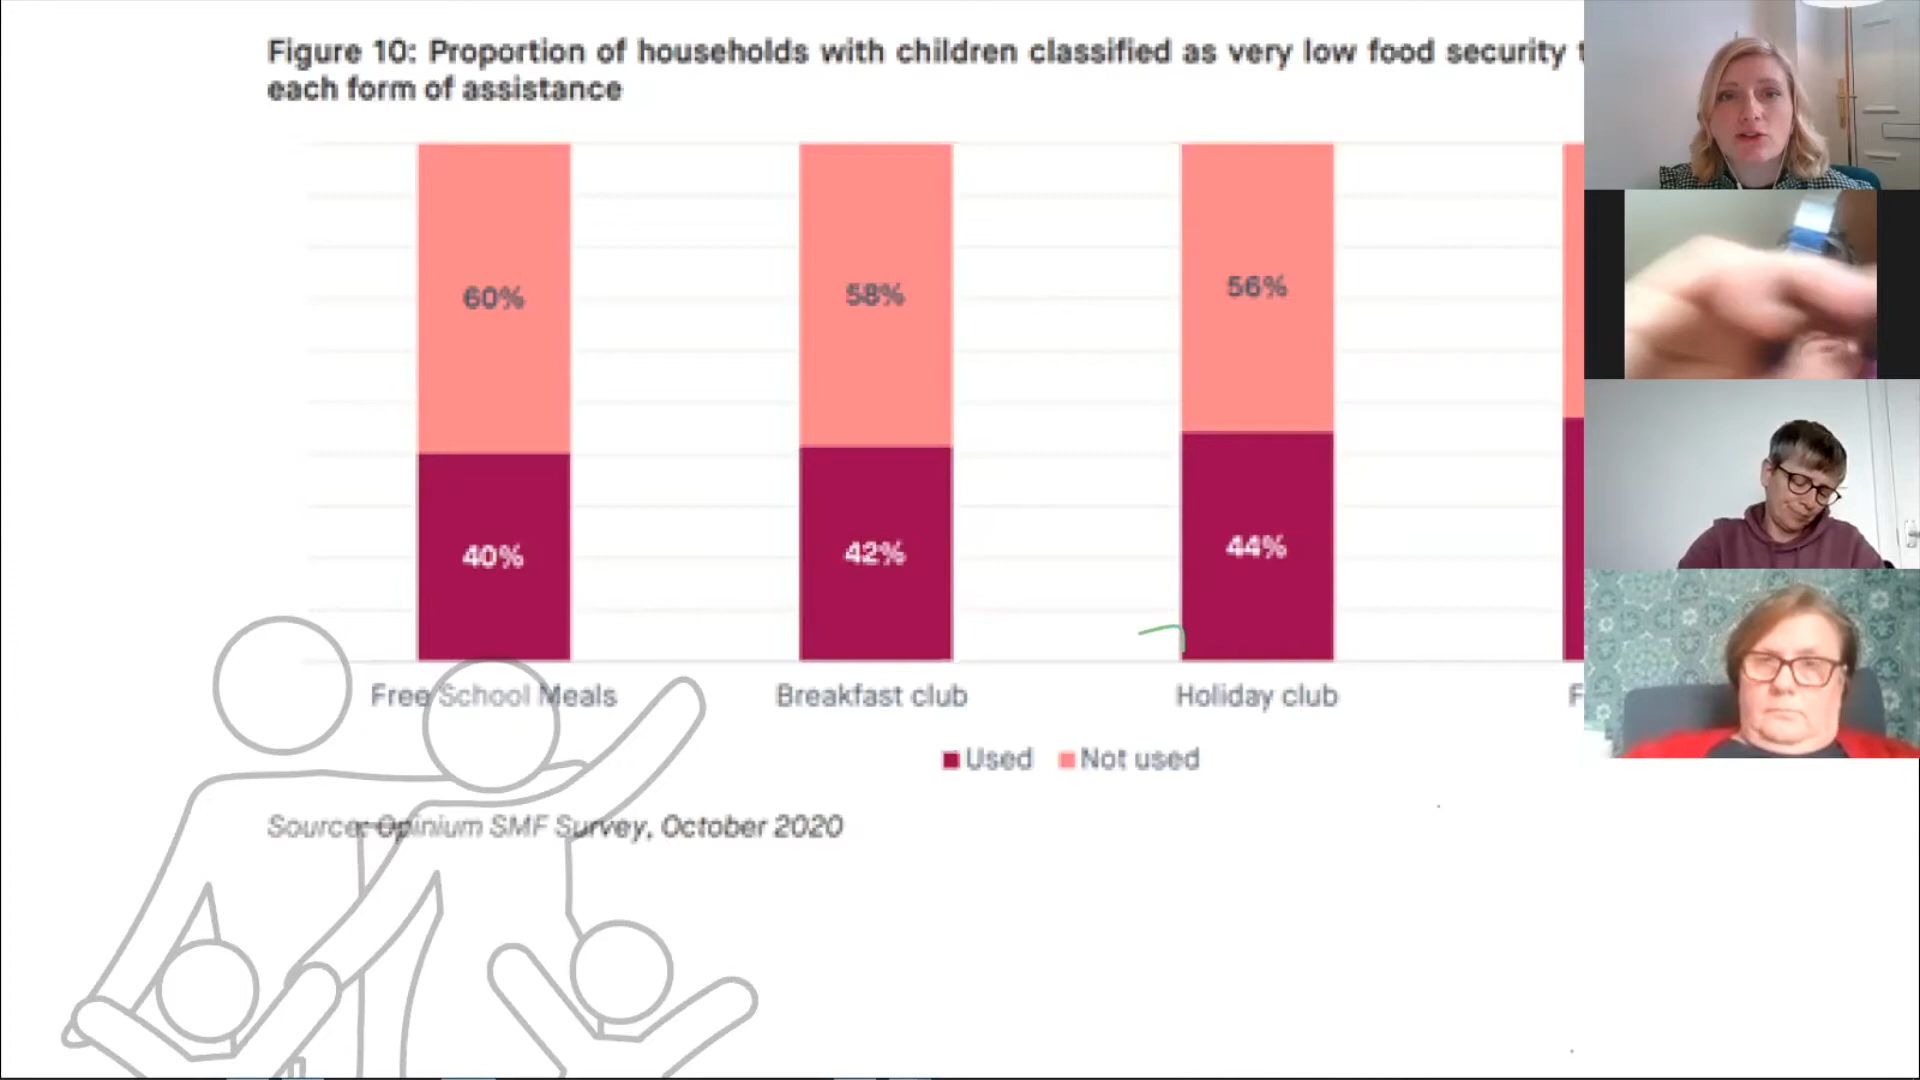 Figure 10: Proportion of households with children classified as very low food security
each form of assistance
60%
58%
56%
40%
42%
44%
Free School Meals
Breakfast club
Holiday club
Used
Not used
Source: Opinium SMF Survey, October 2020